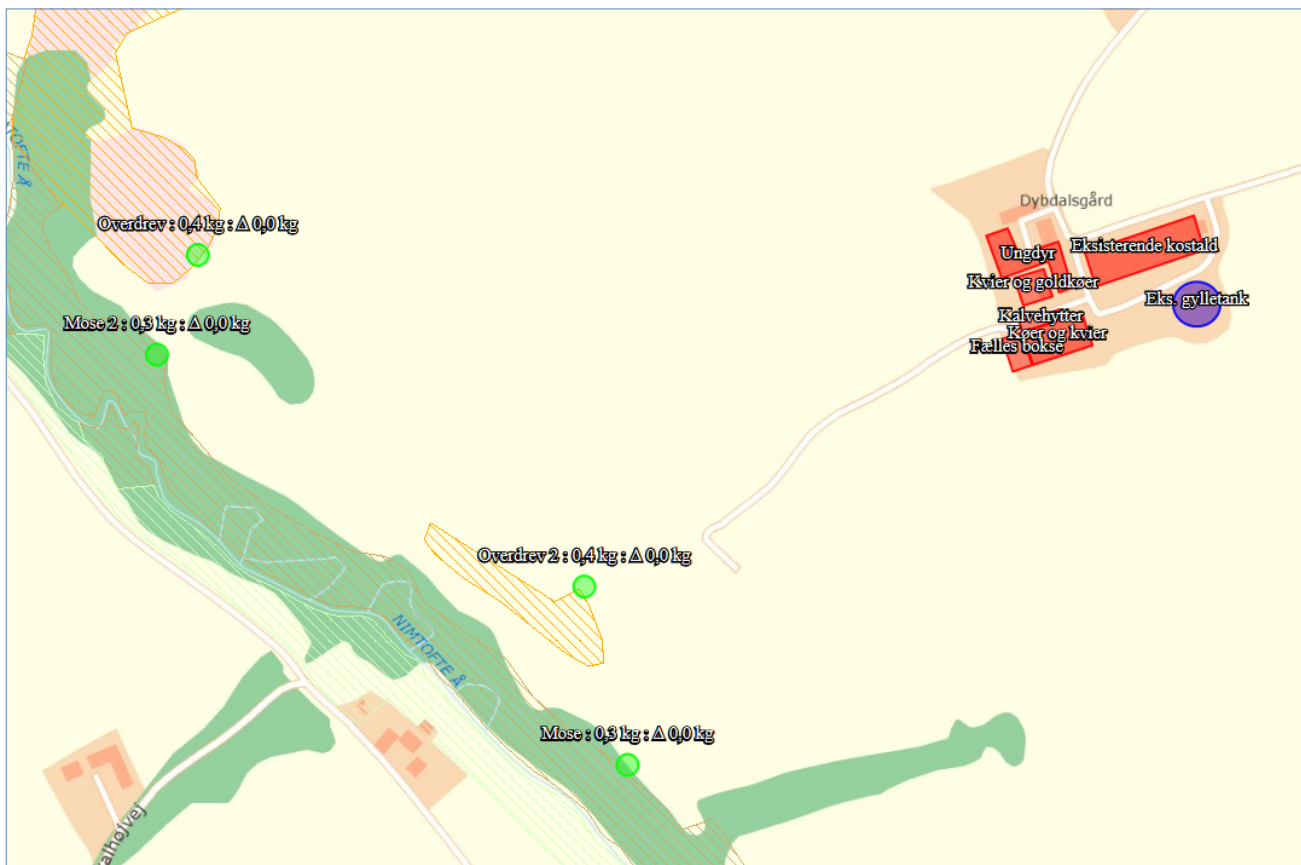 NIMTOFTE Å
Dybdalsgård
Overdrev : 0,4 kg : Δ 0,0 kg
Eksisterende kostald
Ungdyr
Kvier og goldkøer
Eks. gylletank
Kalvehytter
Mose 2 : 0,3 kg : Δ 0,0 kg
Køer og kvier
Fælles bokse
Overdrev 2 : 0,4 kg : Δ 0,0 kg
NIMTOFTE Å
Mose : 0,3 kg : Δ 0,0 kg
alhøjvej